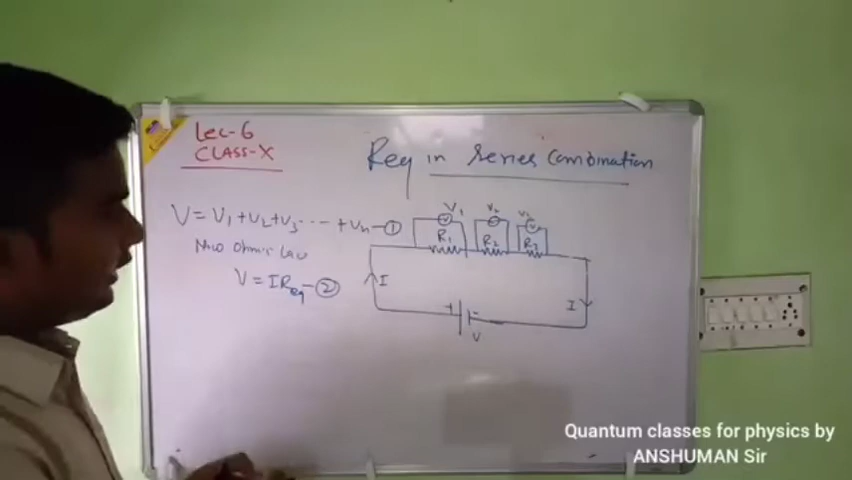 Lec-6
CLASS-X
Req in Series Combination
V = V₁ + V₂ + V₃ ---- + Vn — ①
Now Ohm's Law
V = IReq — ②
V₁ V₂ V₃
R₁ R₂ R₃
I
I
+ -
V
Quantum classes for physics by
ANSHUMAN Sir